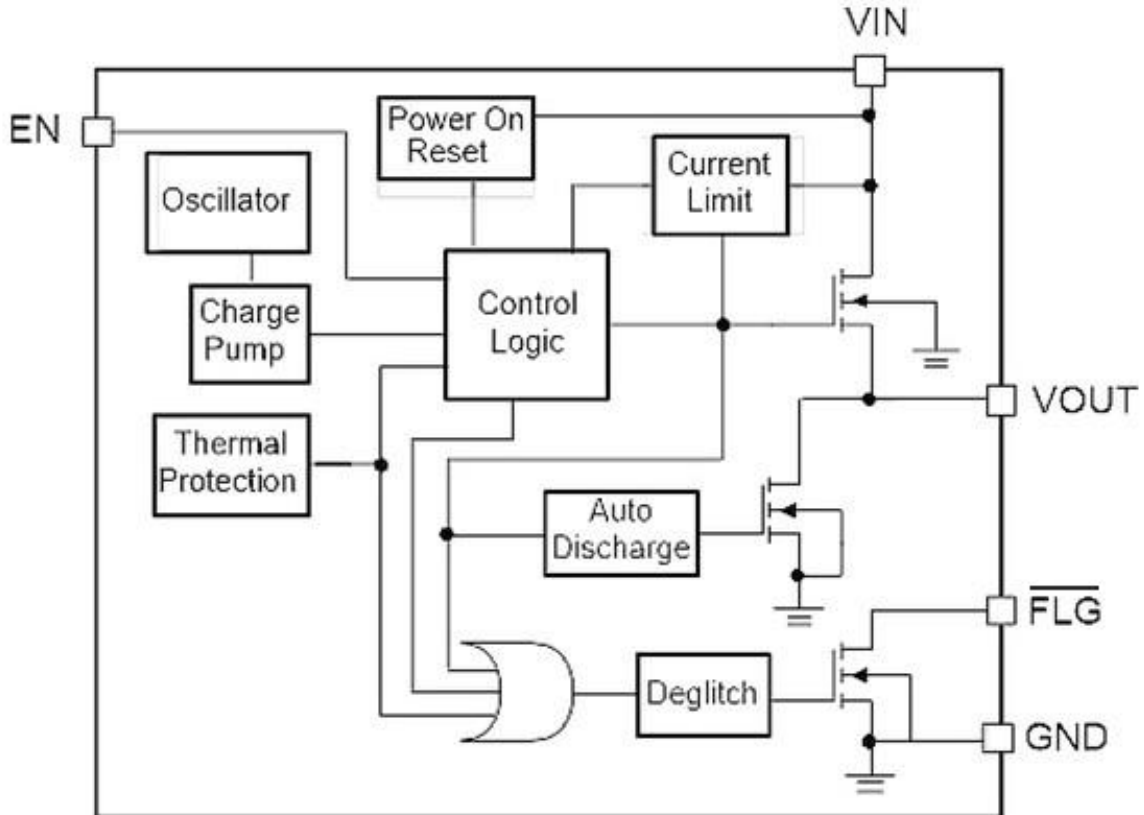 VIN
EN
Power On
Reset
Current
Limit
Oscillator
Charge
Pump
Control
Logic
VOUT
Thermal
Protection
Auto
Discharge
FLG
Deglitch
GND